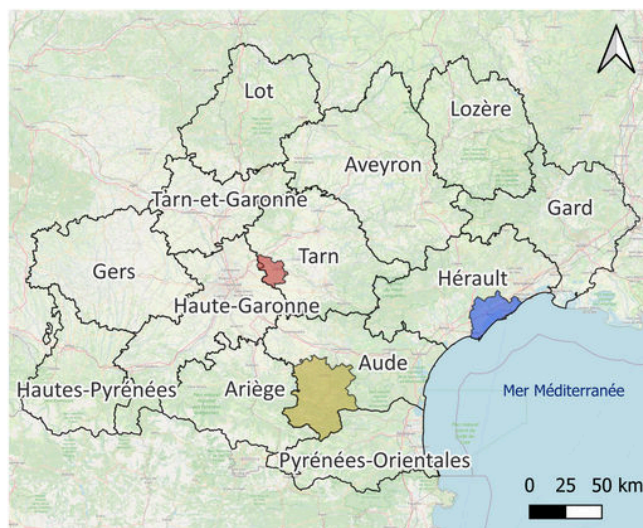 Lot
Lozère
Aveyron
Tarn-et-Garonne
Gard
Tarn
Gers
Hérault
Haute-Garonne
Aude
Hautes-Pyrénées
Ariège
Mer Méditerranée
Pyrénées-Orientales
0 25 50 km